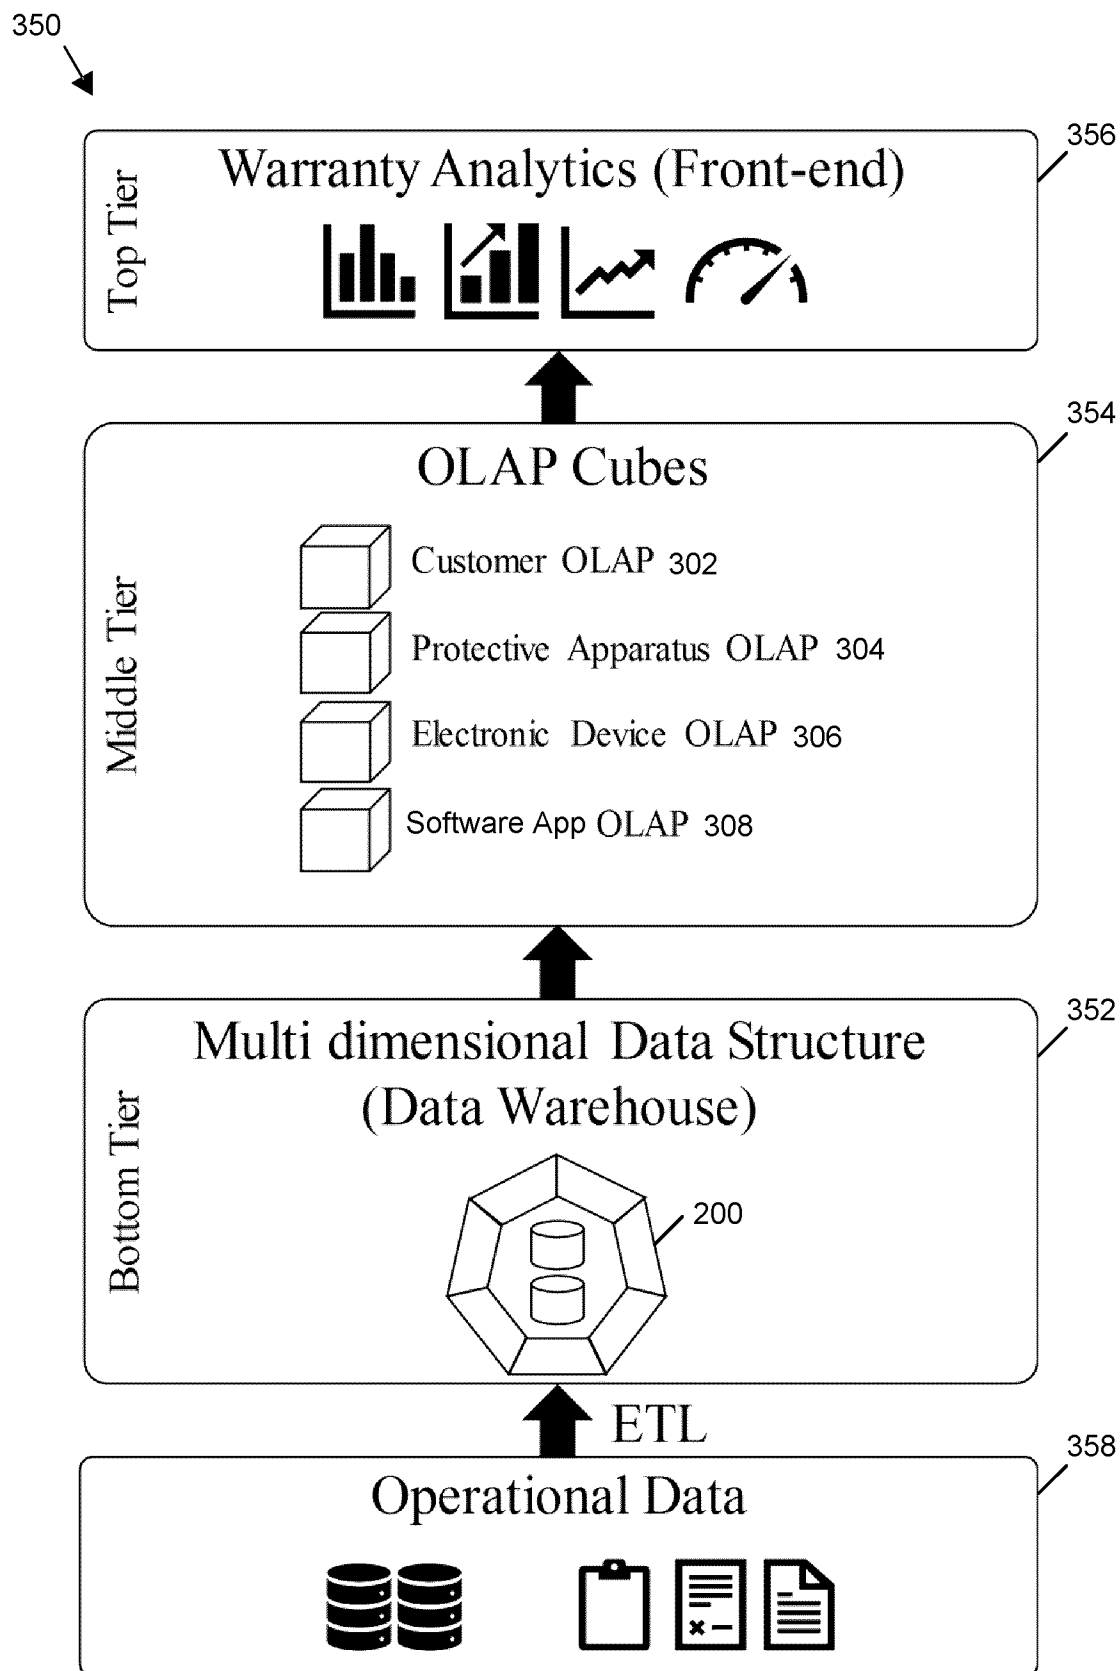 350
356
Top Tier
Warranty Analytics (Front-end)
354
Middle Tier
OLAP Cubes
Customer OLAP 302
Protective Apparatus OLAP 304
Electronic Device OLAP 306
Software App OLAP 308
352
Bottom Tier
Multi dimensional Data Structure
(Data Warehouse)
200
ETL
358
Operational Data